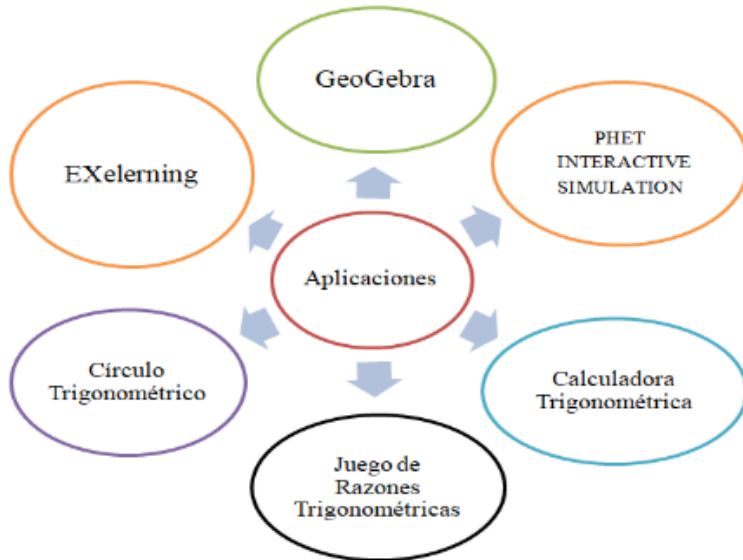 GeoGebra
EXelerning
PHET
INTERACTIVE
SIMULATION
Aplicaciones
Círculo
Trigonométrico
Calculadora
Trigonométrica
Juego de
Razones
Trigonométricas